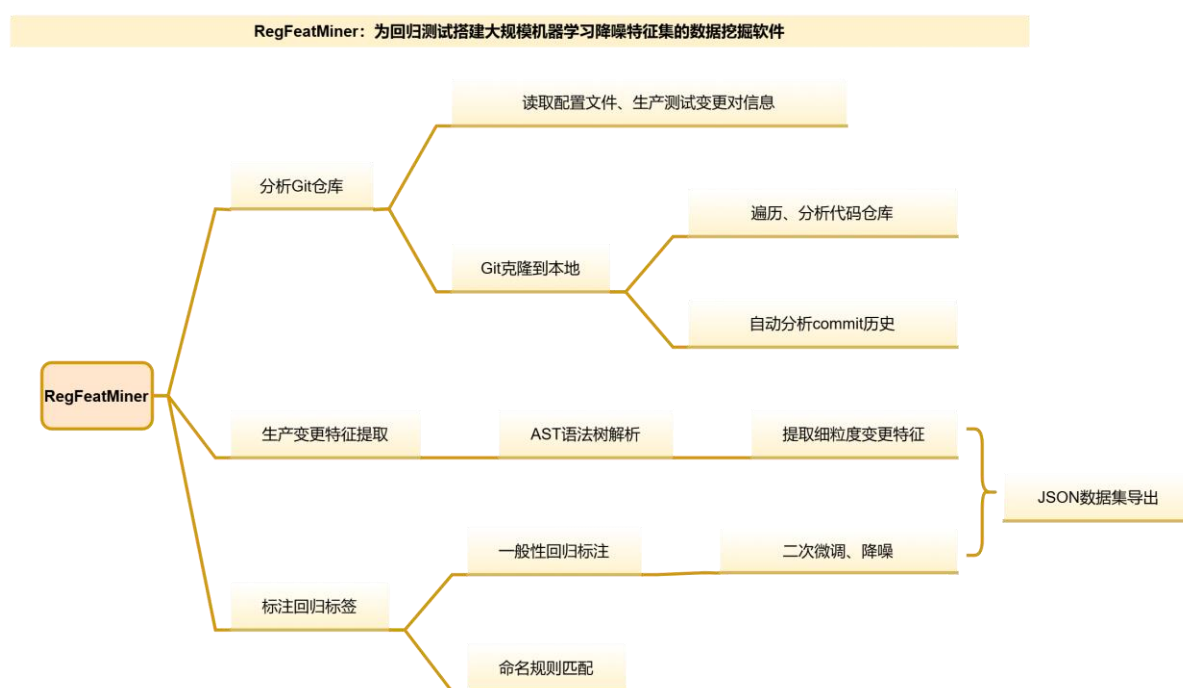 RegFeatMiner：为回归测试搭建大规模机器学习降噪特征集的数据挖掘软件
读取配置文件、生产测试变更对信息
分析Git仓库
遍历、分析代码仓库
Git克隆到本地
自动分析commit历史
RegFeatMiner
生产变更特征提取
AST语法树解析
提取细粒度变更特征
JSON数据集导出
一般性回归标注
二次微调、降噪
标注回归标签
命名规则匹配